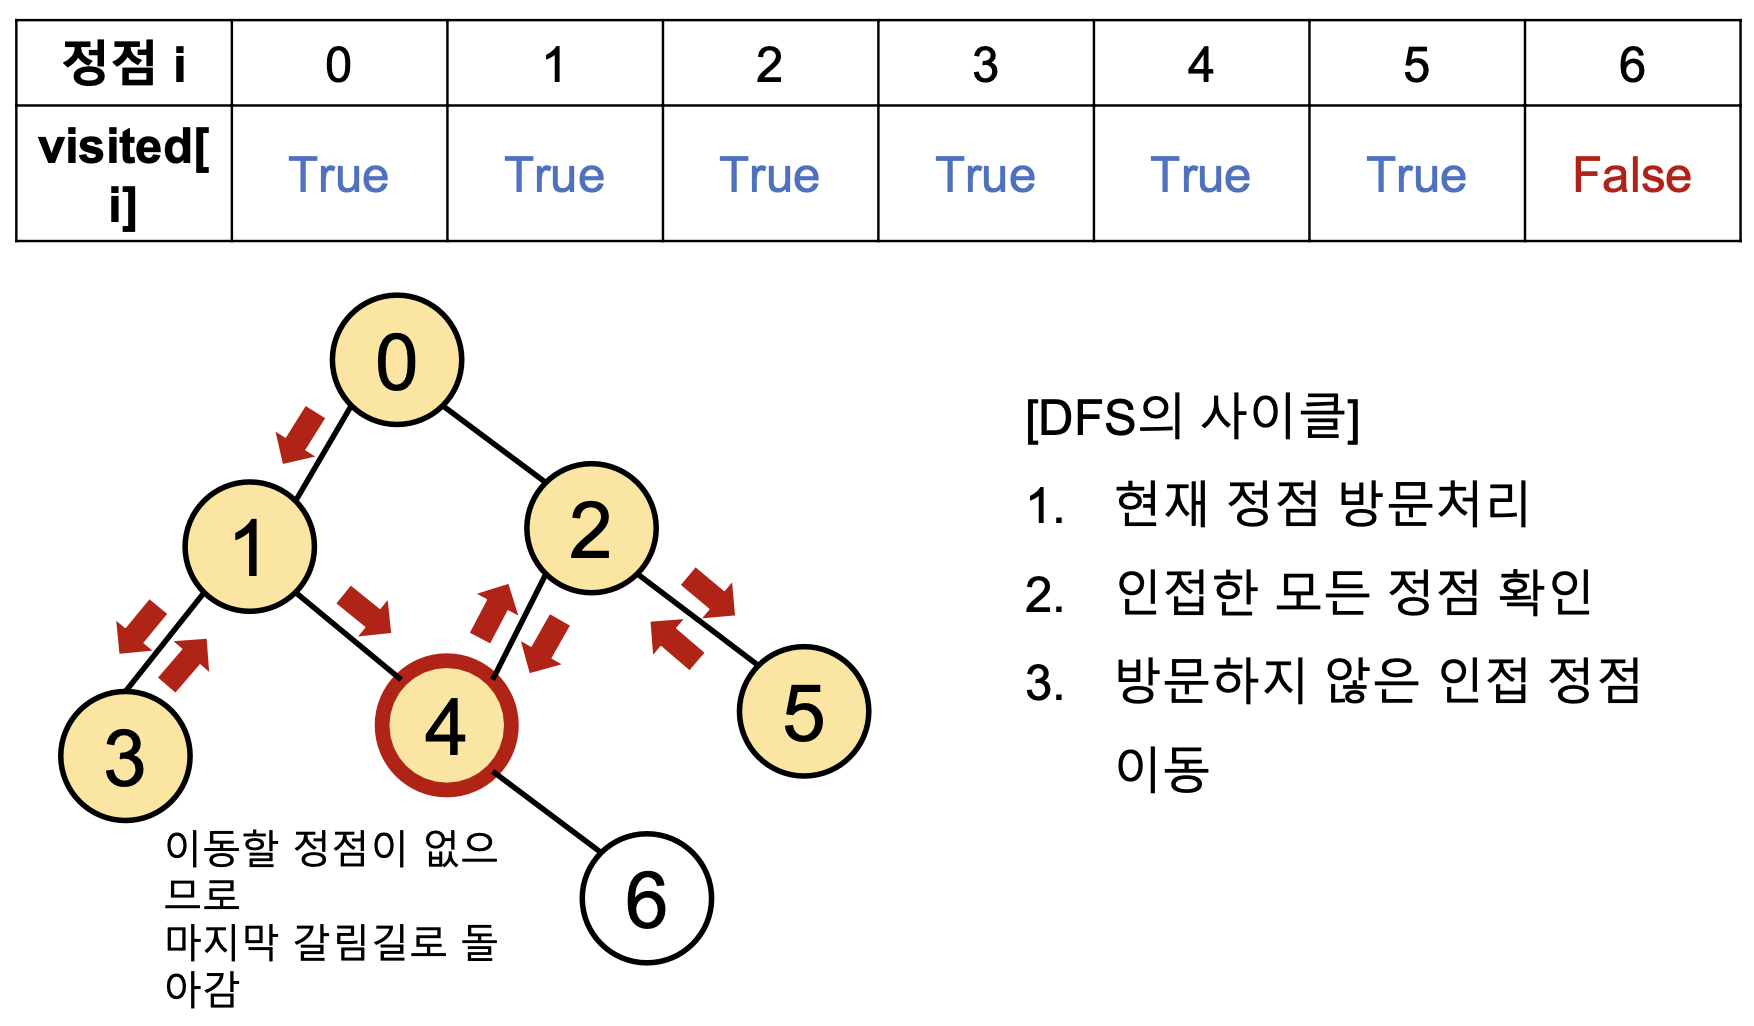 정점 i 0 1 2 3 4 5 6
visited[
i] True True True True True True False
0
1
2
3
4
5
6
[DFS의 사이클]
1. 현재 정점 방문처리
2. 인접한 모든 정점 확인
3. 방문하지 않은 인접 정점
이동
이동할 정점이 없으
므로
마지막 갈림길로 돌
아감